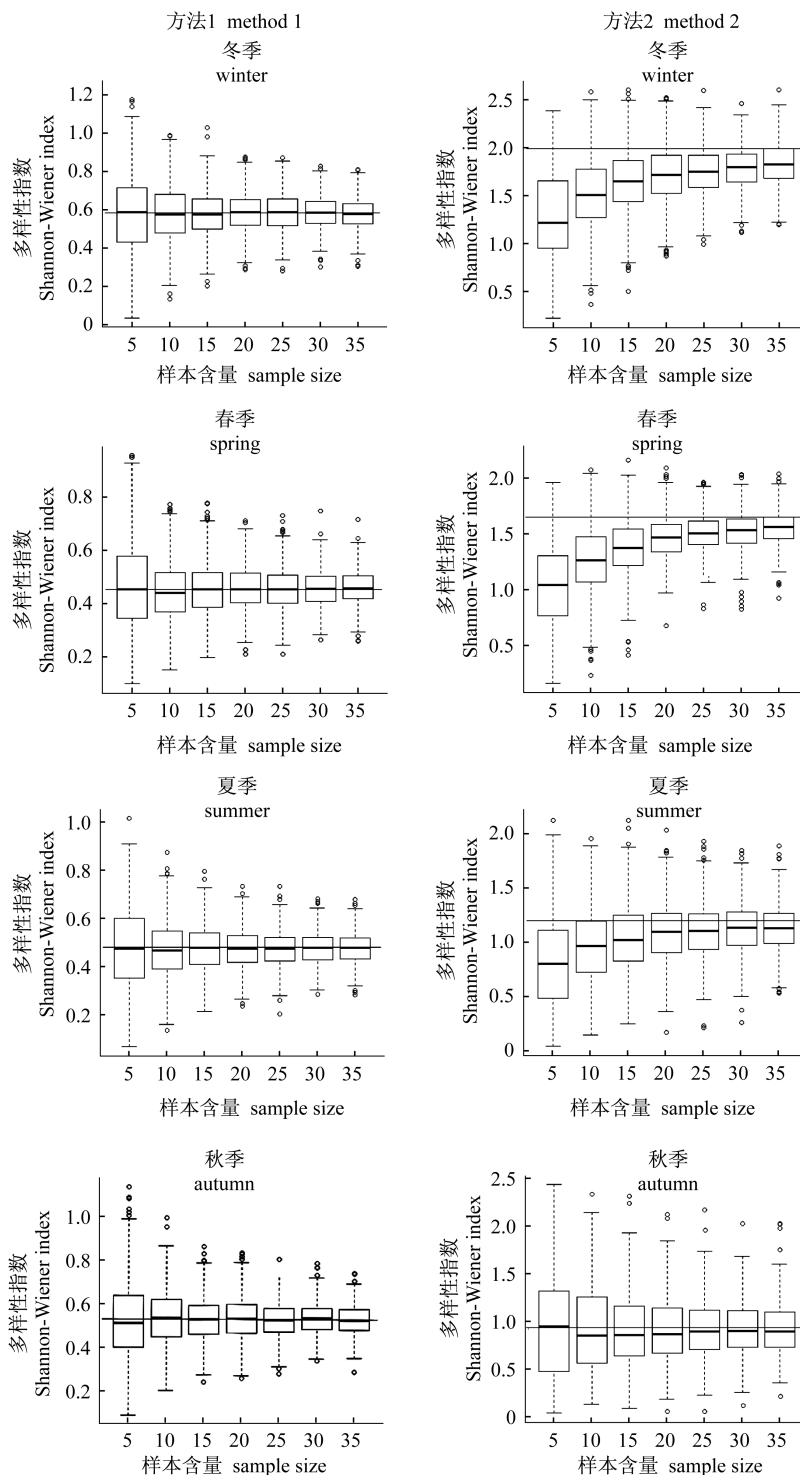 方法1 method 1
冬季
winter
多样性指数
Shannon-Wiener index
1.2
1.0
0.8
0.6
0.4
0.2
0
5 10 15 20 25 30 35
样本含量 sample size
方法2 method 2
冬季
winter
多样性指数
Shannon-Wiener index
2.5
2.0
1.5
1.0
0.5
5 10 15 20 25 30 35
样本含量 sample size
春季
spring
多样性指数
Shannon-Wiener index
0.8
0.6
0.4
0.2
5 10 15 20 25 30 35
样本含量 sample size
春季
spring
多样性指数
Shannon-Wiener index
2.0
1.5
1.0
0.5
5 10 15 20 25 30 35
样本含量 sample size
夏季
summer
多样性指数
Shannon-Wiener index
1.0
0.8
0.6
0.4
0.2
5 10 15 20 25 30 35
样本含量 sample size
夏季
summer
多样性指数
Shannon-Wiener index
2.0
1.5
1.0
0.5
0
5 10 15 20 25 30 35
样本含量 sample size
秋季
autumn
多样性指数
Shannon-Wiener index
1.0
0.8
0.6
0.4
0.2
5 10 15 20 25 30 35
样本含量 sample size
秋季
autumn
多样性指数
Shannon-Wiener index
2.5
2.0
1.5
1.0
0.5
0
5 10 15 20 25 30 35
样本含量 sample size